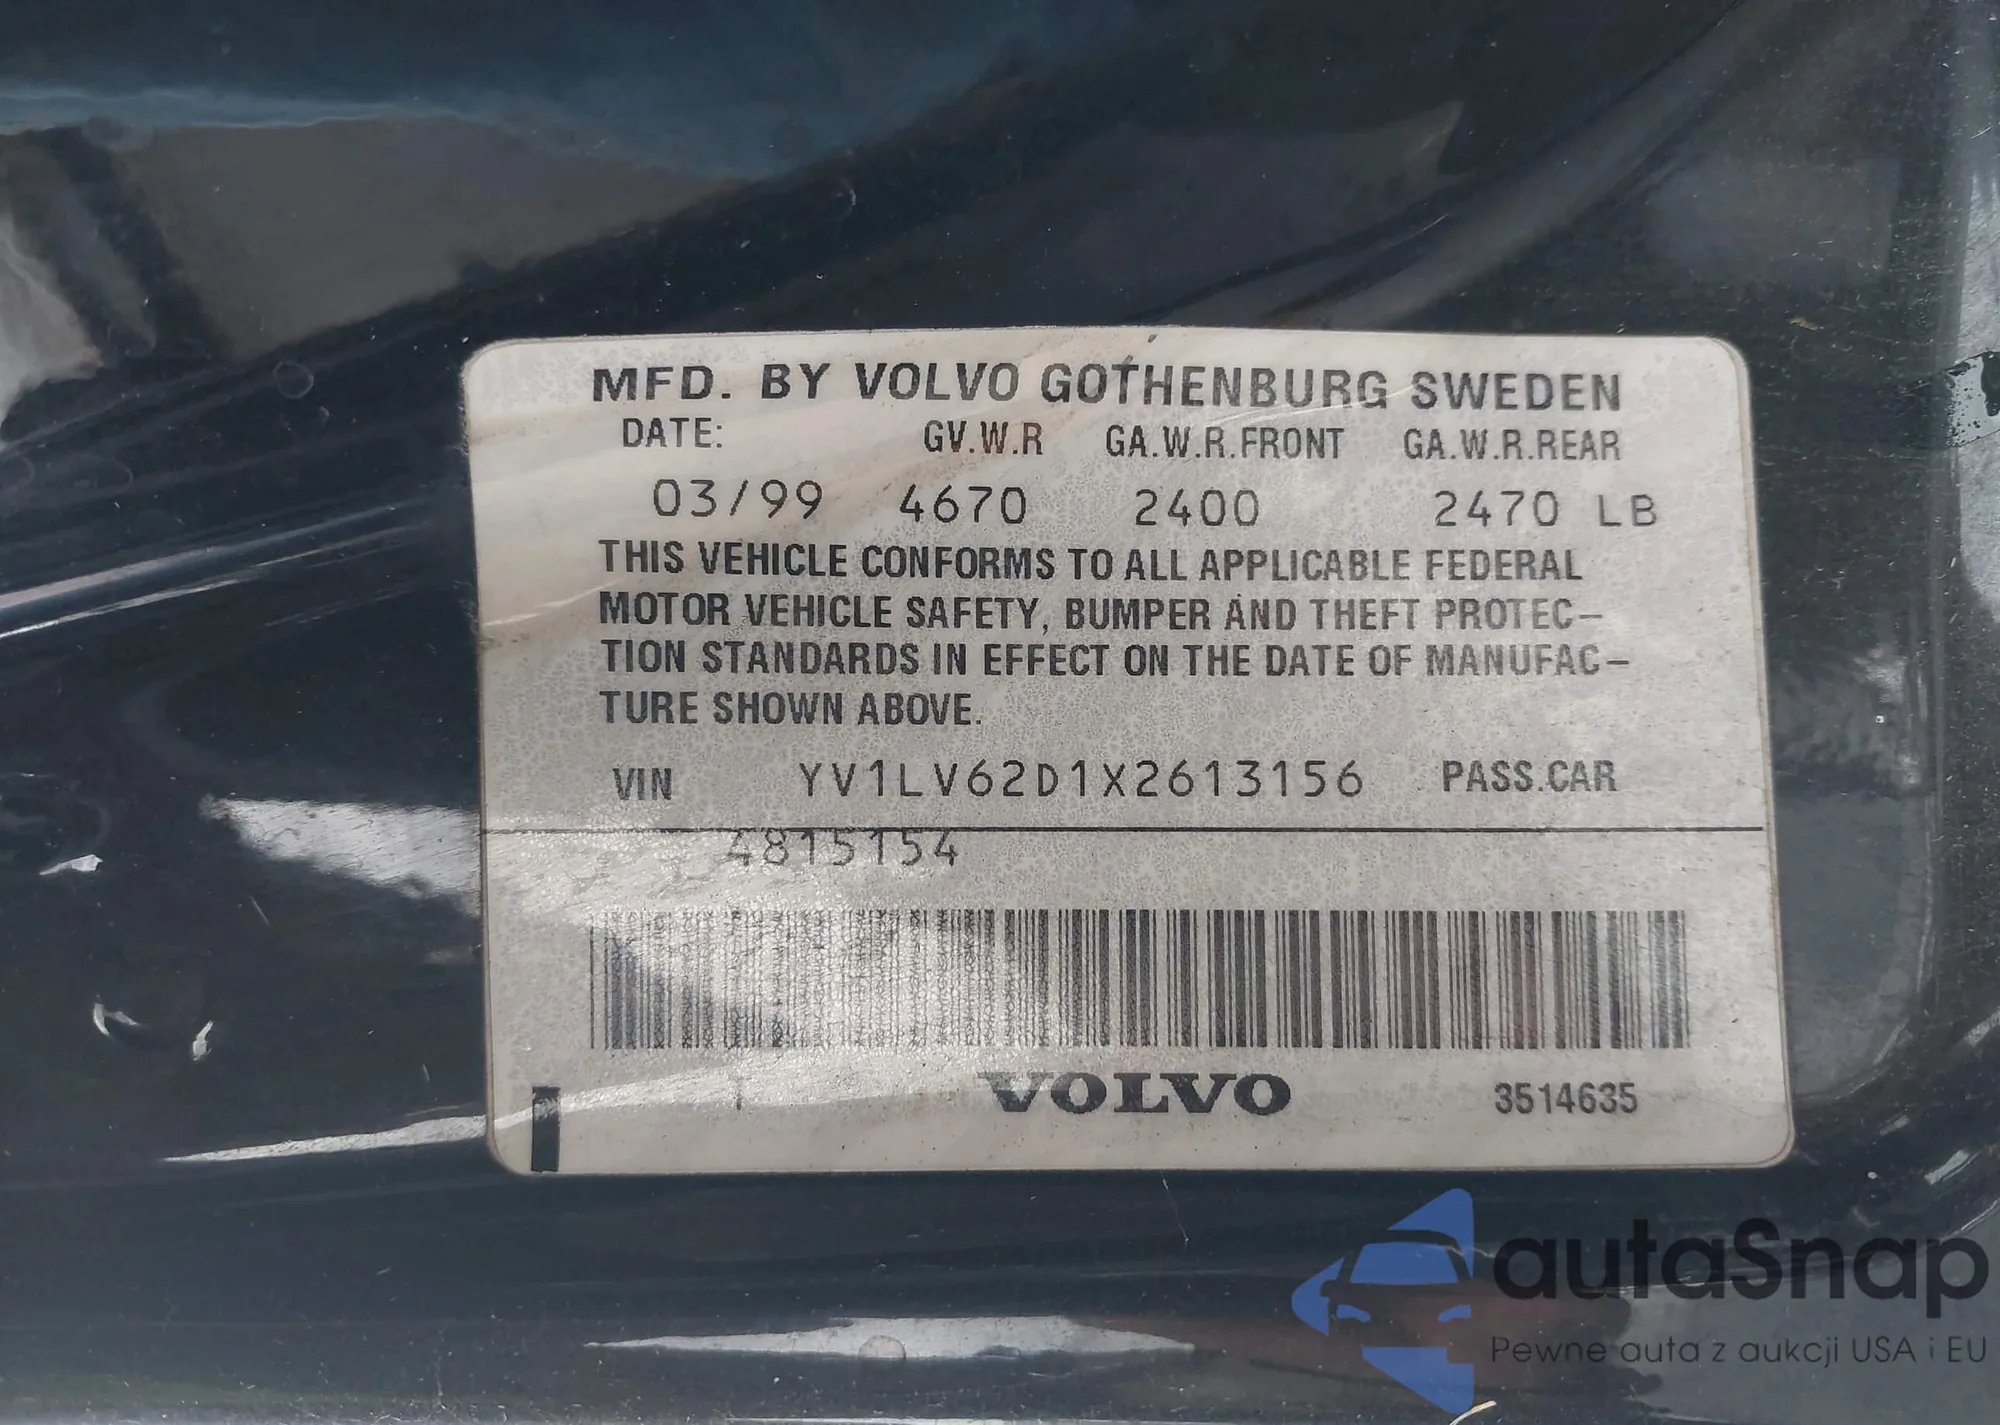 MFD. BY VOLVO GOTHENBURG SWEDEN
DATE: GV.W.R GA.W.R.FRONT GA.W.R.REAR
03/99 4670 2400 2470 LB
THIS VEHICLE CONFORMS TO ALL APPLICABLE FEDERAL
MOTOR VEHICLE SAFETY, BUMPER AND THEFT PROTEC-
TION STANDARDS IN EFFECT ON THE DATE OF MANUFAC-
TURE SHOWN ABOVE.
VIN YV1LV62D1X2613156 PASS.CAR
4815154
VOLVO 3514635
autaSnap
Pewne auta z aukcji USA i EU